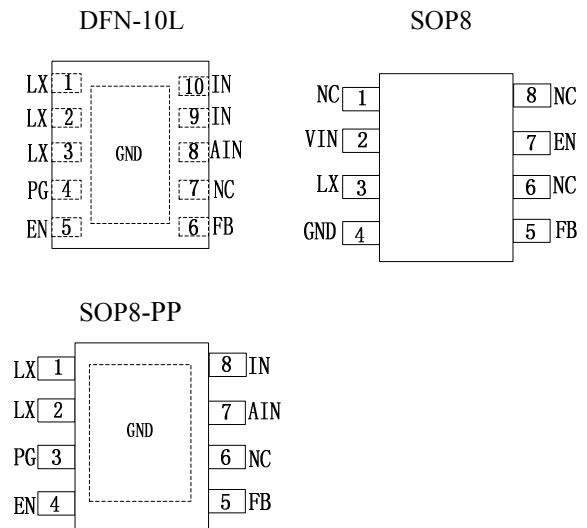 DFN-10L
LX 1 10 IN
LX 2 9 IN
LX 3 GND 8 AIN
PG 4 7 NC
EN 5 6 FB
SOP8
NC 1 8 NC
VIN 2 7 EN
LX 3 6 NC
GND 4 5 FB
SOP8-PP
LX 1 8 IN
LX 2 7 AIN
GND
PG 3 6 NC
EN 4 5 FB